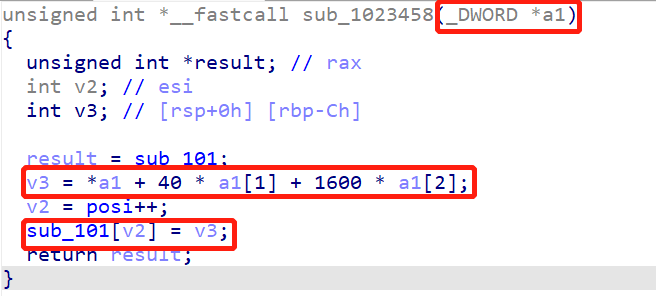 unsigned int *__fastcall sub_1023458(_DWORD *a1)
{
  unsigned int *result; // rax
  int v2; // esi
  int v3; // [rsp+0h] [rbp-Ch]

  result = sub_101;
  v3 = *a1 + 40 * a1[1] + 1600 * a1[2];
  v2 = posi++;
  sub_101[v2] = v3;
  return result;
}